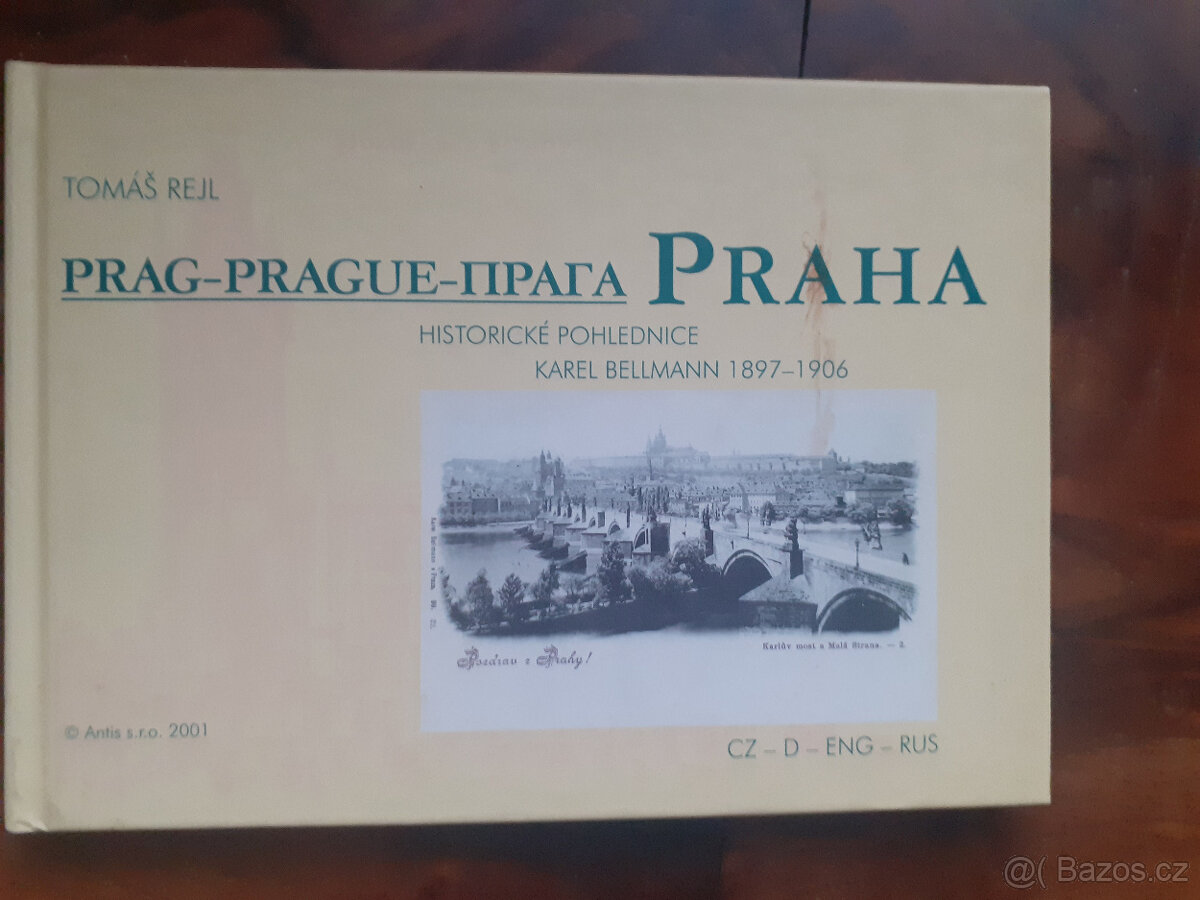 TOMÁŠ REJL
PRAG-PRAGUE-ПРАГА PRAHA
HISTORICKÉ POHLEDNICE
KAREL BELLMANN 1897-1906
Pozdrav z Prahy!
Karlův most a Malá Strana. — 2.
© Antis s.r.o. 2001
CZ – D – ENG – RUS
@( Bazos.cz